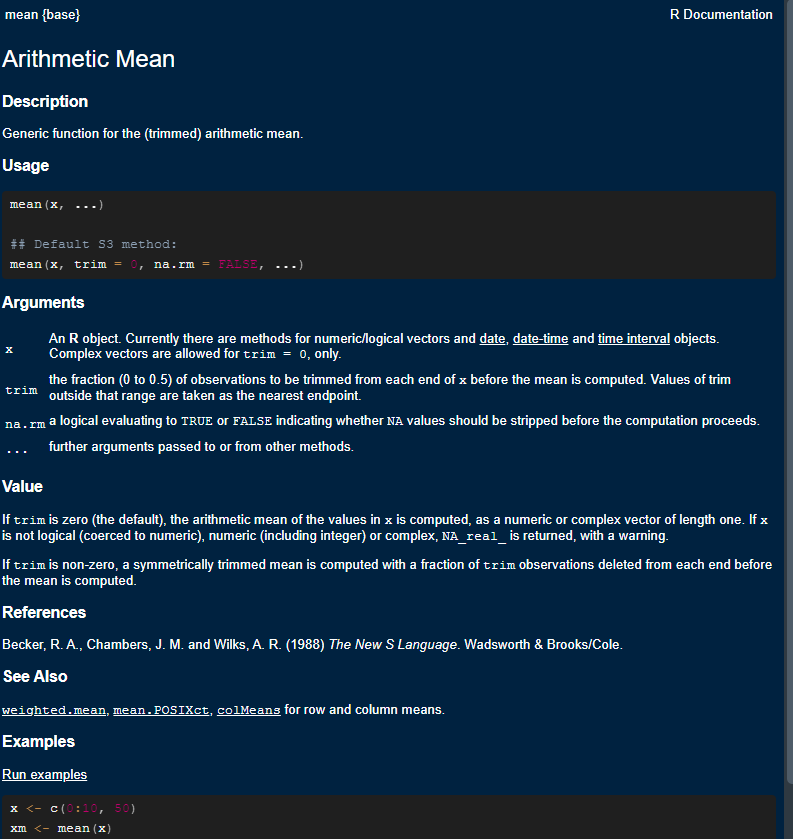 mean {base} R Documentation
Arithmetic Mean
Description
Generic function for the (trimmed) arithmetic mean.
Usage
mean(x, ...)
## Default S3 method:
mean(x, trim = 0, na.rm = FALSE, ...)
Arguments
x An R object. Currently there are methods for numeric/logical vectors and date, date-time and time interval objects.
Complex vectors are allowed for trim = 0, only.
trim the fraction (0 to 0.5) of observations to be trimmed from each end of x before the mean is computed. Values of trim
outside that range are taken as the nearest endpoint.
na.rm a logical evaluating to TRUE or FALSE indicating whether NA values should be stripped before the computation proceeds.
... further arguments passed to or from other methods.
Value
If trim is zero (the default), the arithmetic mean of the values in x is computed, as a numeric or complex vector of length one. If x
is not logical (coerced to numeric), numeric (including integer) or complex, NA_real_ is returned, with a warning.
If trim is non-zero, a symmetrically trimmed mean is computed with a fraction of trim observations deleted from each end before
the mean is computed.
References
Becker, R. A., Chambers, J. M. and Wilks, A. R. (1988) The New S Language. Wadsworth & Brooks/Cole.
See Also
weighted.mean, mean.POSIXct, colMeans for row and column means.
Examples
Run examples
x <- c(0:10, 50)
xm <- mean(x)